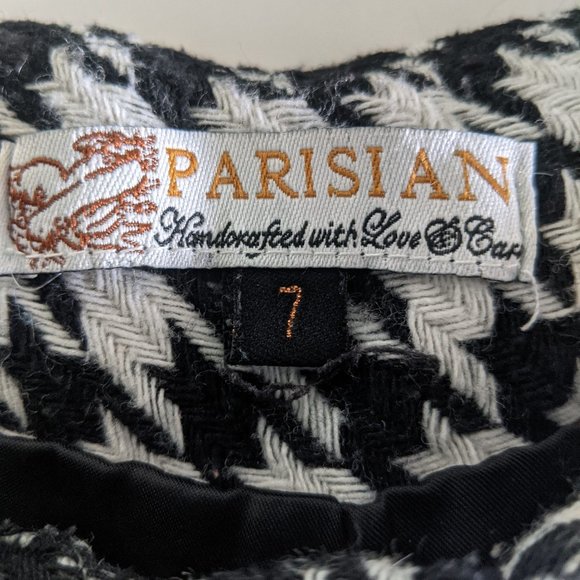 PARISIAN
Handcrafted with Love & Car
7